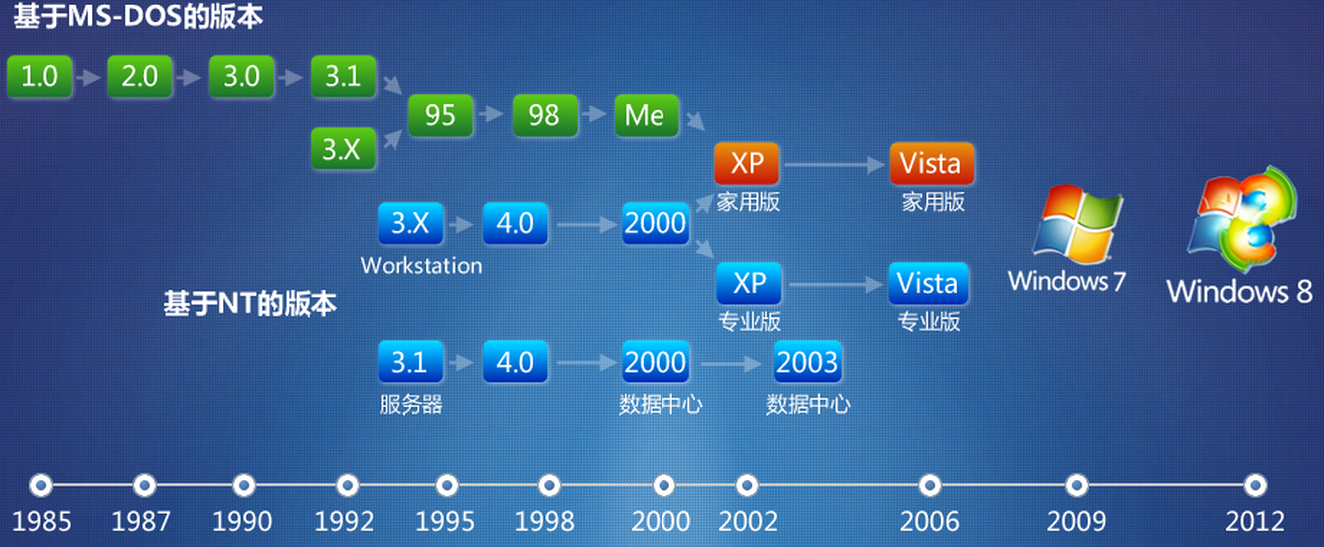 基于MS-DOS的版本
1.0 2.0 3.0 3.1
95 98 Me
3.X
XP Vista
家用版 家用版
3.X 4.0 2000
Workstation
XP Vista
专业版 专业版
Windows 7 Windows 8
基于NT的版本
3.1 4.0 2000 2003
服务器 数据中心 数据中心
1985 1987 1990 1992 1995 1998 2000 2002 2006 2009 2012